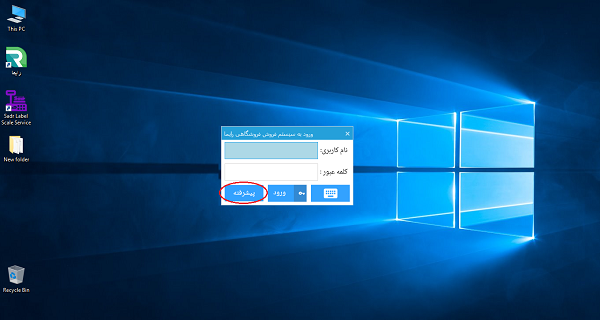 This PC
رایما
Sadr Label
Scale Service
New folder
Recycle Bin
ورود به سیستم فروش فروشگاهی رایما
نام کاربری:
کلمه عبور :
پیشرفته
ورود